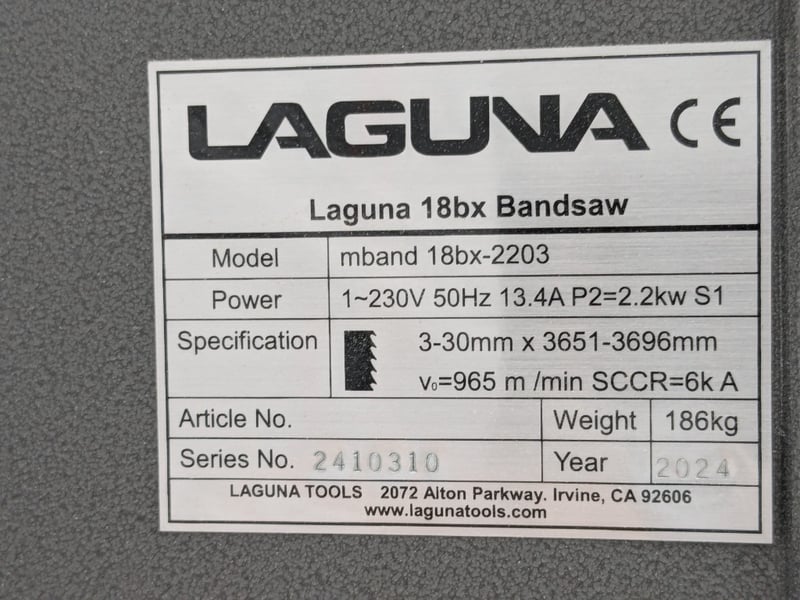 LAGUNA CE
Laguna 18bx Bandsaw
Model mband 18bx-2203
Power 1~230V 50Hz 13.4A P2=2.2kw S1
Specification 3-30mm x 3651-3696mm
v₀=965 m /min SCCR=6k A
Article No. Weight 186kg
Series No. 2410310 Year 2024
LAGUNA TOOLS 2072 Alton Parkway. Irvine, CA 92606
www.lagunatools.com